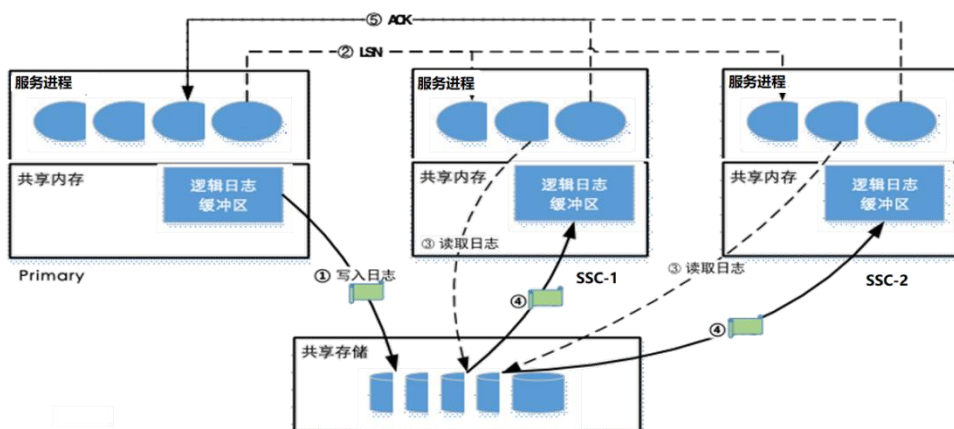 ⑤ ACK
② LSN
服务进程
服务进程
服务进程
共享内存
逻辑日志
缓冲区
共享内存
逻辑日志
缓冲区
共享内存
逻辑日志
缓冲区
③ 读取日志
③ 读取日志
Primary
① 写入日志
SSC-1
SSC-2
④
④
共享存储